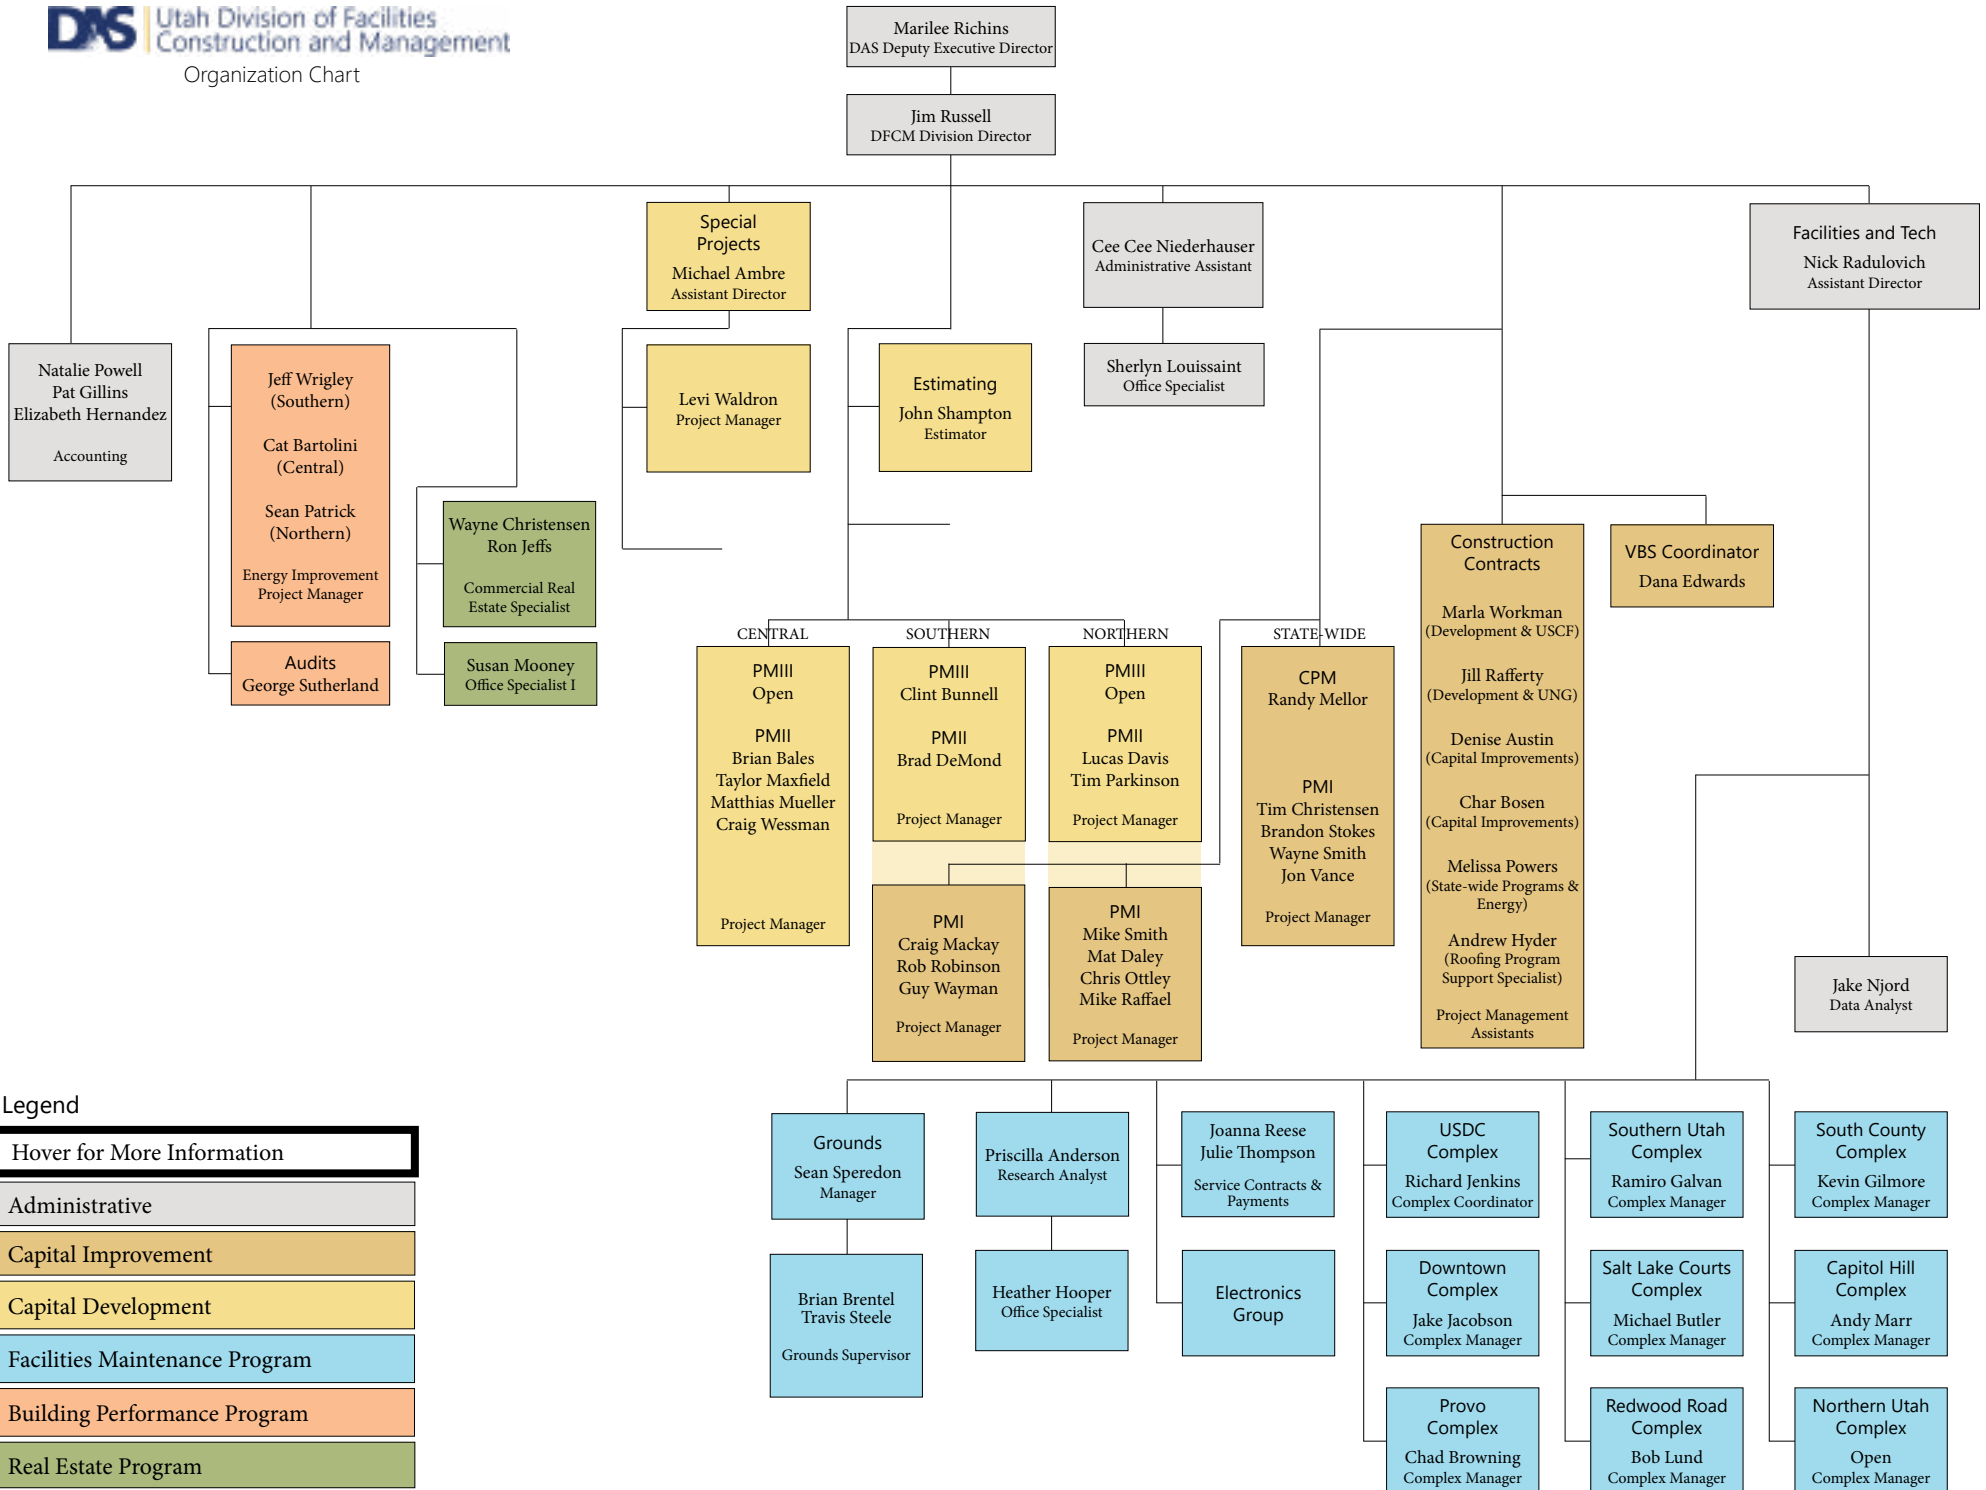 DAS
Utah Division of Facilities
Construction and Management
Organization Chart
Marilee Richins
DAS Deputy Executive Director
Jim Russell
DFCM Division Director
Special
Projects
Michael Ambre
Assistant Director
Cee Cee Niederhauser
Administrative Assistant
Facilities and Tech
Nick Radulovich
Assistant Director
Natalie Powell
Pat Gillins
Elizabeth Hernandez
Accounting
Jeff Wrigley
(Southern)
Cat Bartolini
(Central)
Sean Patrick
(Northern)
Energy Improvement
Project Manager
Audits
George Sutherland
Wayne Christensen
Ron Jeffs
Commercial Real
Estate Specialist
Susan Mooney
Office Specialist I
Levi Waldron
Project Manager
Estimating
John Shampton
Estimator
Sherlyn Louissaint
Office Specialist
CENTRAL
PMIII
Open
PMII
Brian Bales
Taylor Maxfield
Matthias Mueller
Craig Wessman
Project Manager
SOUTHERN
PMIII
Clint Bunnell
PMII
Brad DeMond
Project Manager
PMI
Craig Mackay
Rob Robinson
Guy Wayman
Project Manager
NORTHERN
PMIII
Open
PMII
Lucas Davis
Tim Parkinson
Project Manager
PMI
Mike Smith
Mat Daley
Chris Ottley
Mike Raffael
Project Manager
STATE-WIDE
CPM
Randy Mellor
PMI
Tim Christensen
Brandon Stokes
Wayne Smith
Jon Vance
Project Manager
Construction
Contracts
Marla Workman
(Development & USCF)
Jill Rafferty
(Development & UNG)
Denise Austin
(Capital Improvements)
Char Bosen
(Capital Improvements)
Melissa Powers
(State-wide Programs &
Energy)
Andrew Hyder
(Roofing Program
Support Specialist)
Project Management
Assistants
VBS Coordinator
Dana Edwards
Jake Njord
Data Analyst
Grounds
Sean Speredon
Manager
Brian Brentel
Travis Steele
Grounds Supervisor
Priscilla Anderson
Research Analyst
Heather Hooper
Office Specialist
Joanna Reese
Julie Thompson
Service Contracts &
Payments
Electronics
Group
USDC
Complex
Richard Jenkins
Complex Coordinator
Downtown
Complex
Jake Jacobson
Complex Manager
Provo
Complex
Chad Browning
Complex Manager
Southern Utah
Complex
Ramiro Galvan
Complex Manager
Salt Lake Courts
Complex
Michael Butler
Complex Manager
Redwood Road
Complex
Bob Lund
Complex Manager
South County
Complex
Kevin Gilmore
Complex Manager
Capitol Hill
Complex
Andy Marr
Complex Manager
Northern Utah
Complex
Open
Complex Manager
Legend
Hover for More Information
Administrative
Capital Improvement
Capital Development
Facilities Maintenance Program
Building Performance Program
Real Estate Program